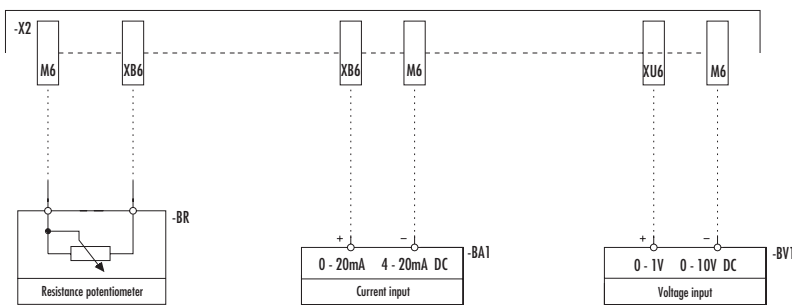 -X2
M6 XB6 XB6 M6 XU6 M6
-BR
+ – -BA1
+ – -BV1
0 - 20mA 4 - 20mA DC
0 - 1V 0 - 10V DC
Resistance potentiometer
Current input
Voltage input